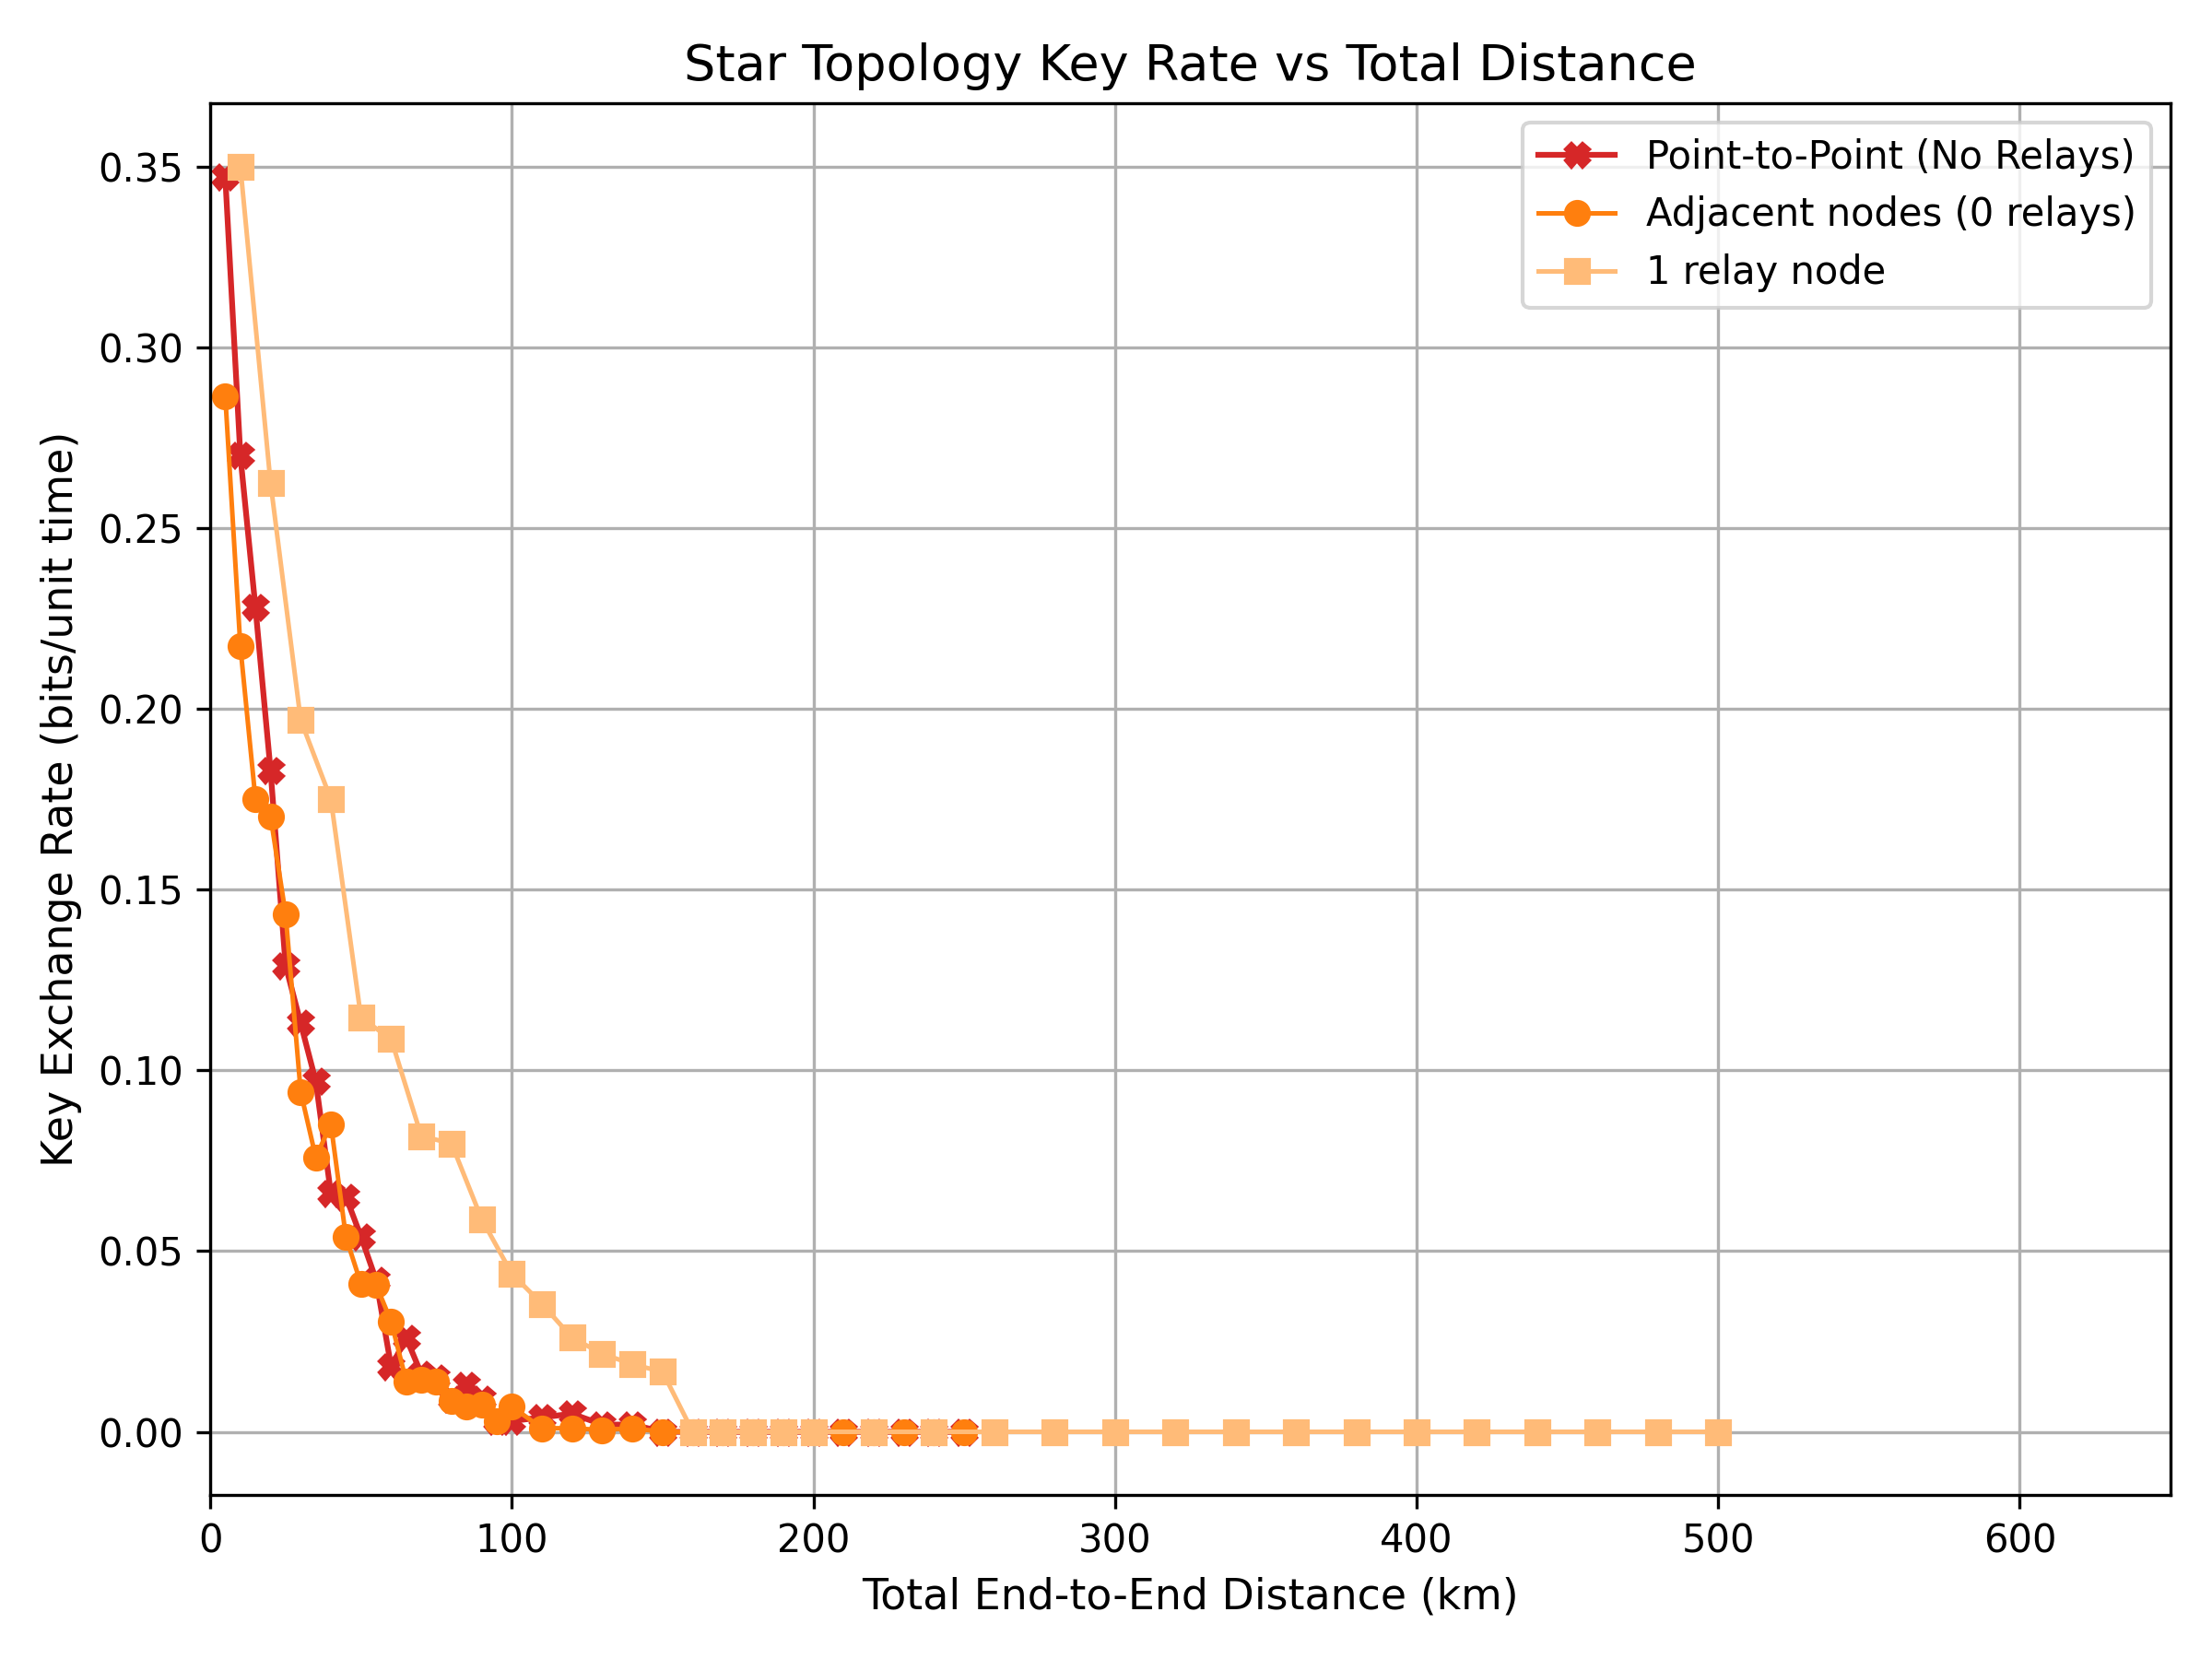 Star Topology Key Rate vs Total Distance
Key Exchange Rate (bits/unit time)
0.35
0.30
0.25
0.20
0.15
0.10
0.05
0.00
Point-to-Point (No Relays)
Adjacent nodes (0 relays)
1 relay node
0 100 200 300 400 500 600
Total End-to-End Distance (km)